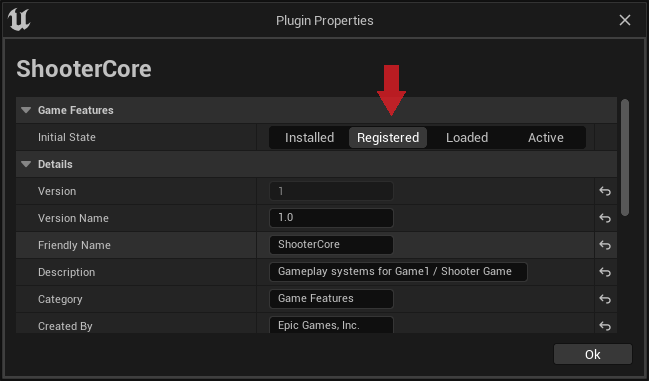 Plugin Properties
ShooterCore
Game Features
Initial State Installed Registered Loaded Active
Details
Version 1
Version Name 1.0
Friendly Name ShooterCore
Description Gameplay systems for Game1 / Shooter Game
Category Game Features
Created By Epic Games, Inc.
Ok